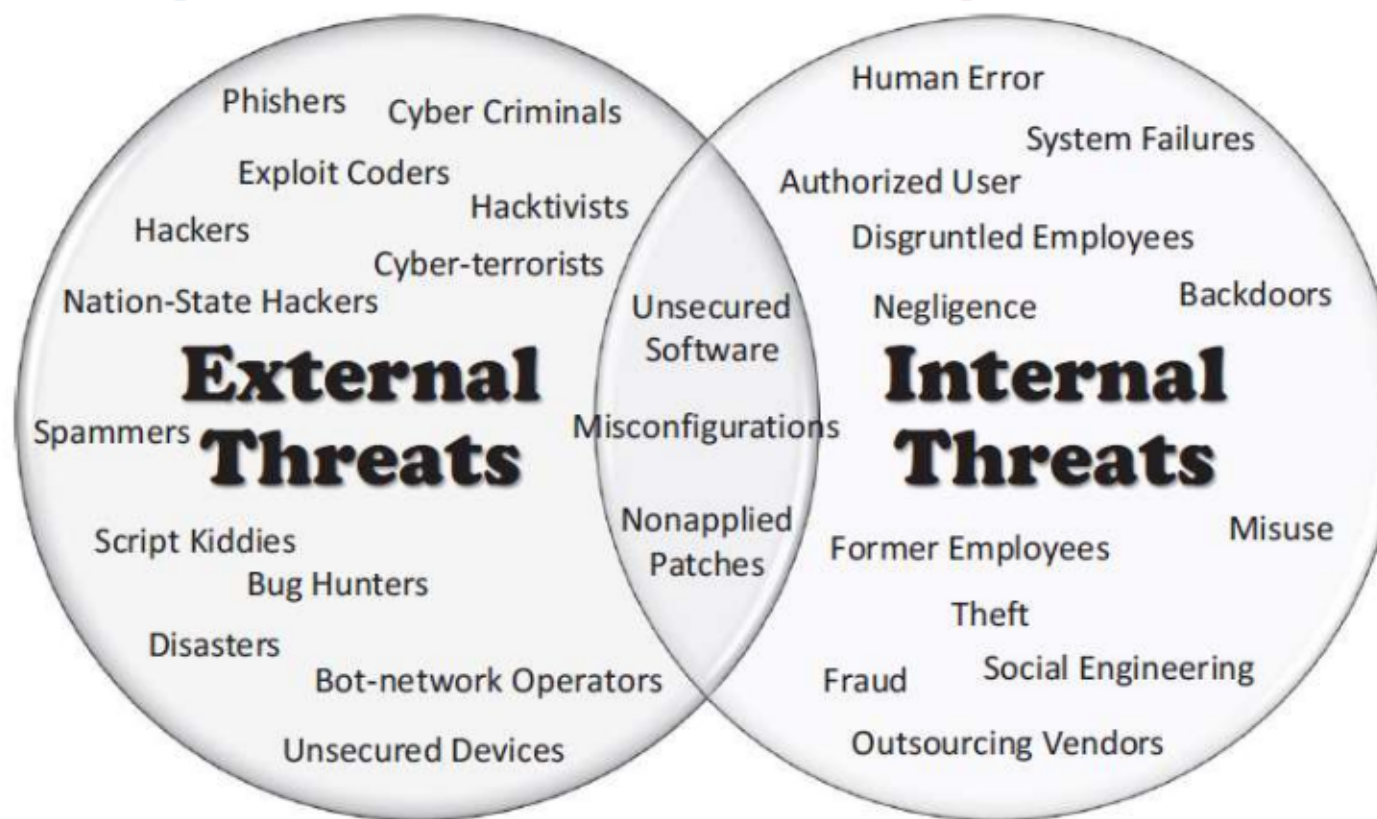 Phishers
Cyber Criminals
Exploit Coders
Hacktivists
Hackers
Cyber-terrorists
Nation-State Hackers
External
Threats
Spammers
Script Kiddies
Bug Hunters
Disasters
Bot-network Operators
Unsecured Devices
Unsecured
Software
Misconfigurations
Nonapplied
Patches
Human Error
System Failures
Authorized User
Disgruntled Employees
Backdoors
Negligence
Internal
Threats
Misuse
Former Employees
Theft
Social Engineering
Fraud
Outsourcing Vendors